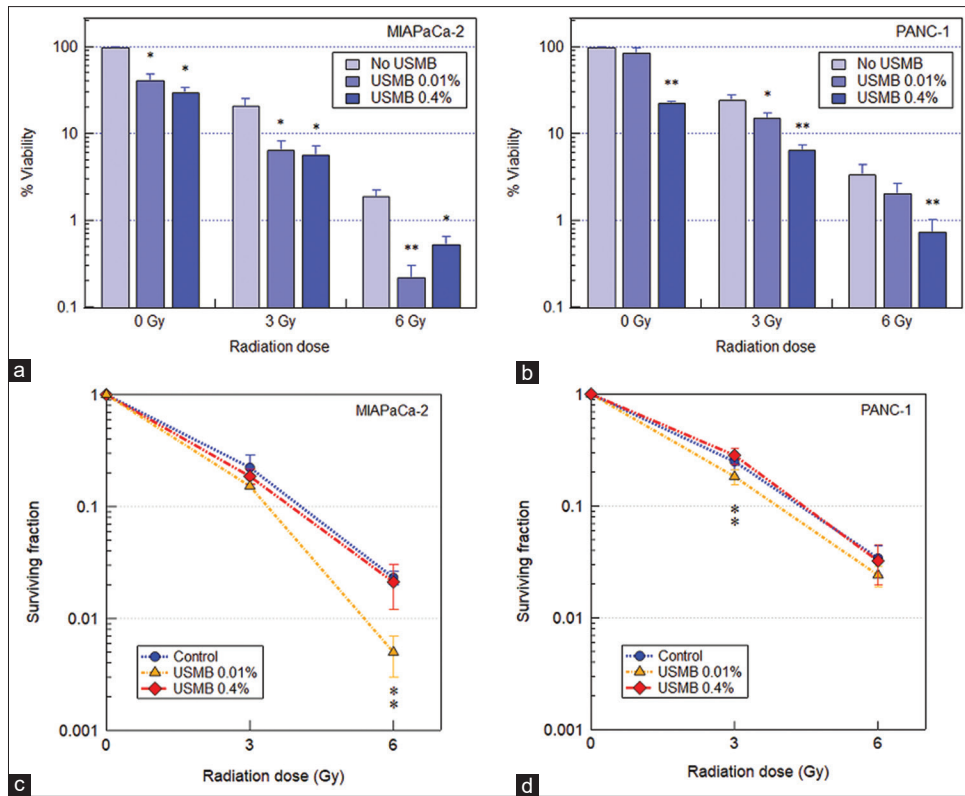 MIAPaCa-2
100
10
1
0.1
% Viability
No USMB
USMB 0.01%
USMB 0.4%
*
*
*
*
**
*
0 Gy
3 Gy
6 Gy
Radiation dose
a
PANC-1
100
10
1
0.1
% Viability
No USMB
USMB 0.01%
USMB 0.4%
**
*
**
**
0 Gy
3 Gy
6 Gy
Radiation dose
b
MIAPaCa-2
1
0.1
0.01
0.001
Surviving fraction
Control
USMB 0.01%
USMB 0.4%
**
0
3
6
Radiation dose (Gy)
c
PANC-1
1
0.1
0.01
0.001
Surviving fraction
**
Control
USMB 0.01%
USMB 0.4%
0
3
6
Radiation dose (Gy)
d